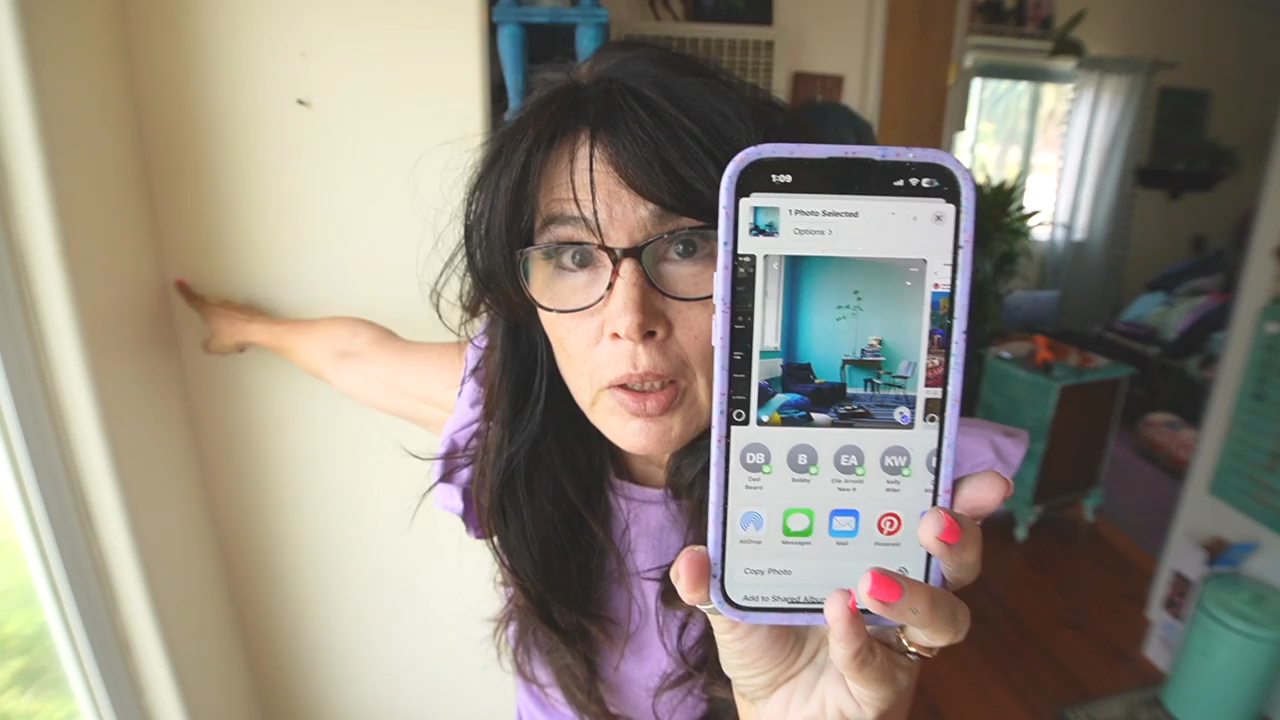 1:09
1 Photo Selected
Options >
DB
B
EA
KW
Dad
Beard
Bobby
Elle Arnold
New #
Kelly
AirDrop
Messages
Mail
Pinterest
Copy Photo
Add to Shared Album